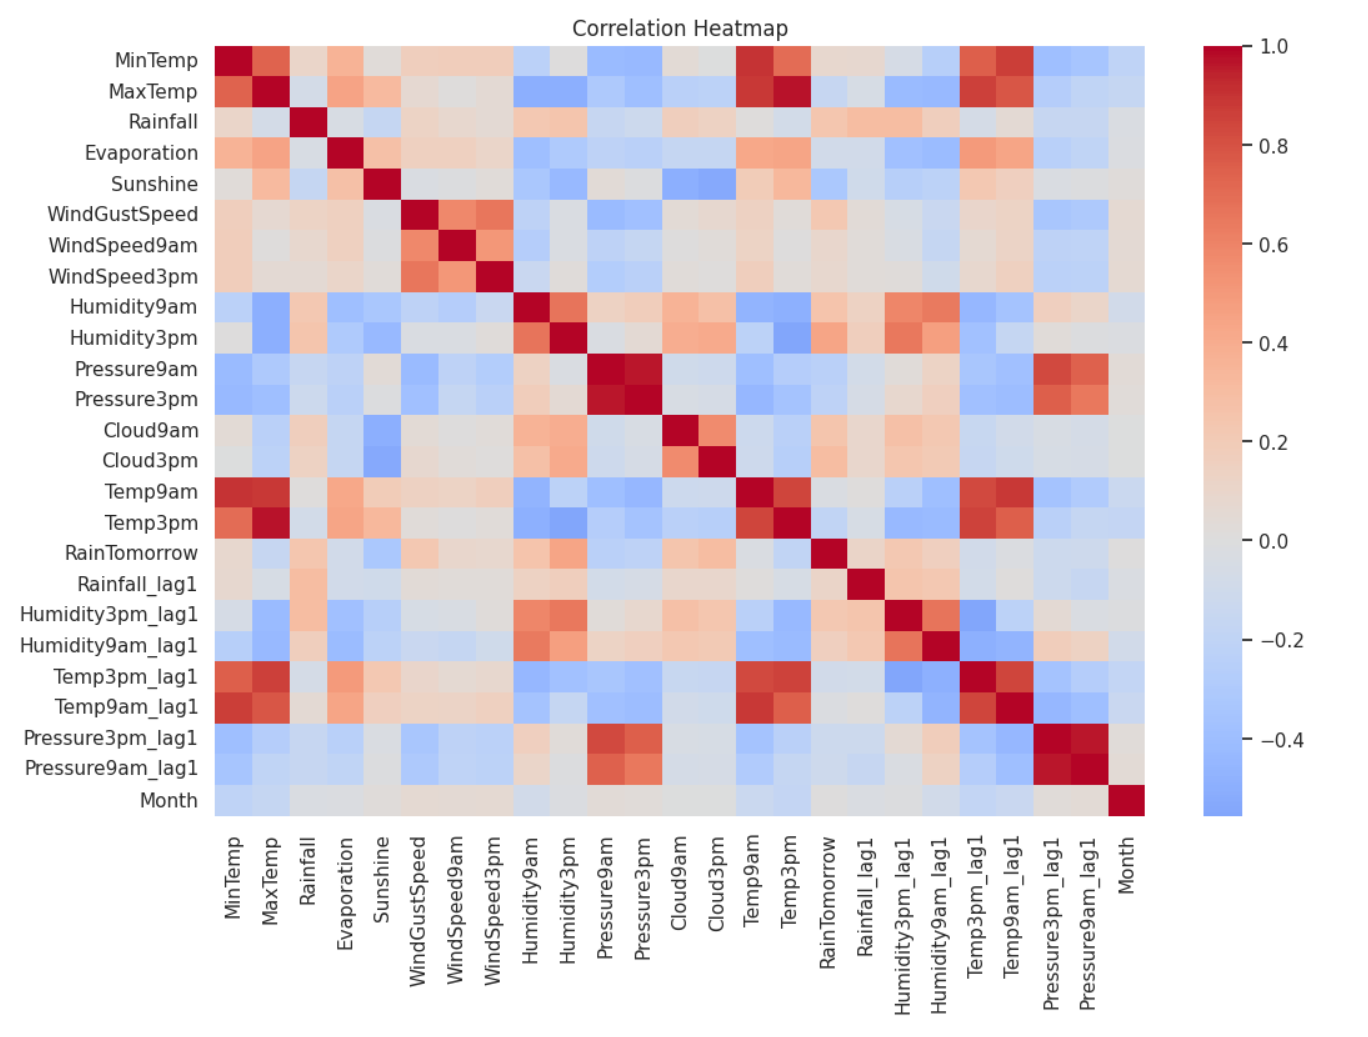 Correlation Heatmap
MinTemp
MaxTemp
Rainfall
Evaporation
Sunshine
WindGustSpeed
WindSpeed9am
WindSpeed3pm
Humidity9am
Humidity3pm
Pressure9am
Pressure3pm
Cloud9am
Cloud3pm
Temp9am
Temp3pm
RainTomorrow
Rainfall_lag1
Humidity3pm_lag1
Humidity9am_lag1
Temp3pm_lag1
Temp9am_lag1
Pressure3pm_lag1
Pressure9am_lag1
Month
MinTemp
MaxTemp
Rainfall
Evaporation
Sunshine
WindGustSpeed
WindSpeed9am
WindSpeed3pm
Humidity9am
Humidity3pm
Pressure9am
Pressure3pm
Cloud9am
Cloud3pm
Temp9am
Temp3pm
RainTomorrow
Rainfall_lag1
Humidity3pm_lag1
Humidity9am_lag1
Temp3pm_lag1
Temp9am_lag1
Pressure3pm_lag1
Pressure9am_lag1
Month
1.0
0.8
0.6
0.4
0.2
0.0
−0.2
−0.4